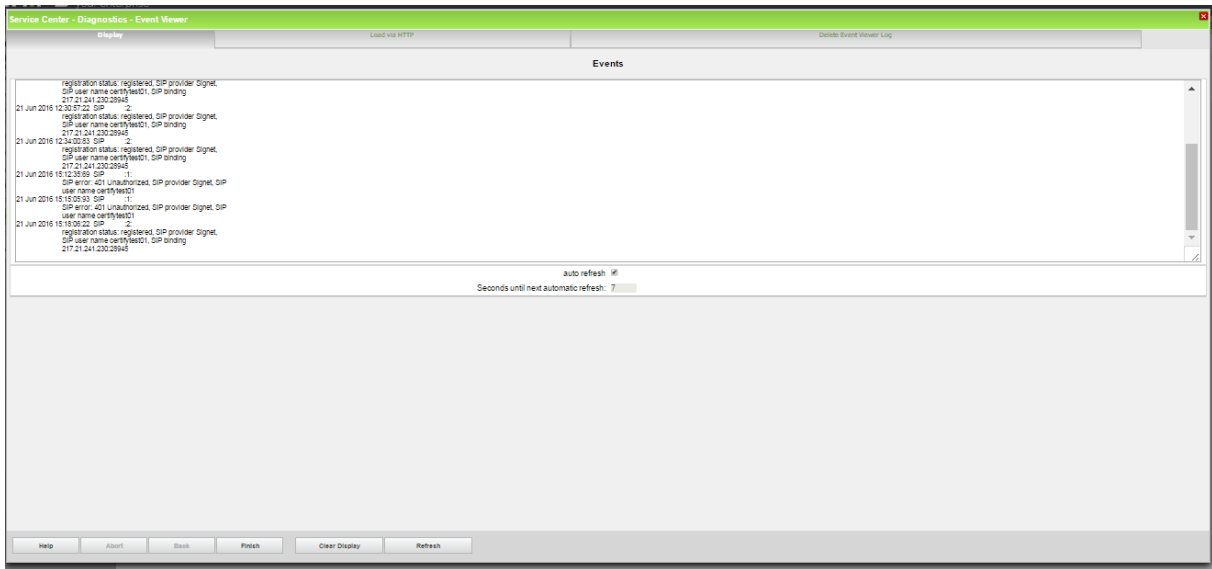 your enterprise
Service Center - Diagnostics - Event Viewer
Display
Load via HTTP
Delete Event Viewer Log
Events
registration status: registered, SIP provider Signet,
SIP user name certifytest01, SIP binding
217.21.241.230:28945
21 Jun 2016 12:30:57:22 SIP :2:
registration status: registered, SIP provider Signet,
SIP user name certifytest01, SIP binding
217.21.241.230:28945
21 Jun 2016 12:34:00:83 SIP :2:
registration status: registered, SIP provider Signet,
SIP user name certifytest01, SIP binding
217.21.241.230:28945
21 Jun 2016 15:12:35:69 SIP :1:
SIP error: 401 Unauthorized, SIP provider Signet, SIP
user name certifytest01
21 Jun 2016 15:15:05:93 SIP :1:
SIP error: 401 Unauthorized, SIP provider Signet, SIP
user name certifytest01
21 Jun 2016 15:18:06:22 SIP :2:
registration status: registered, SIP provider Signet,
SIP user name certifytest01, SIP binding
217.21.241.230:28945
auto refresh
Seconds until next automatic refresh: 7
Help
Abort
Back
Finish
Clear Display
Refresh